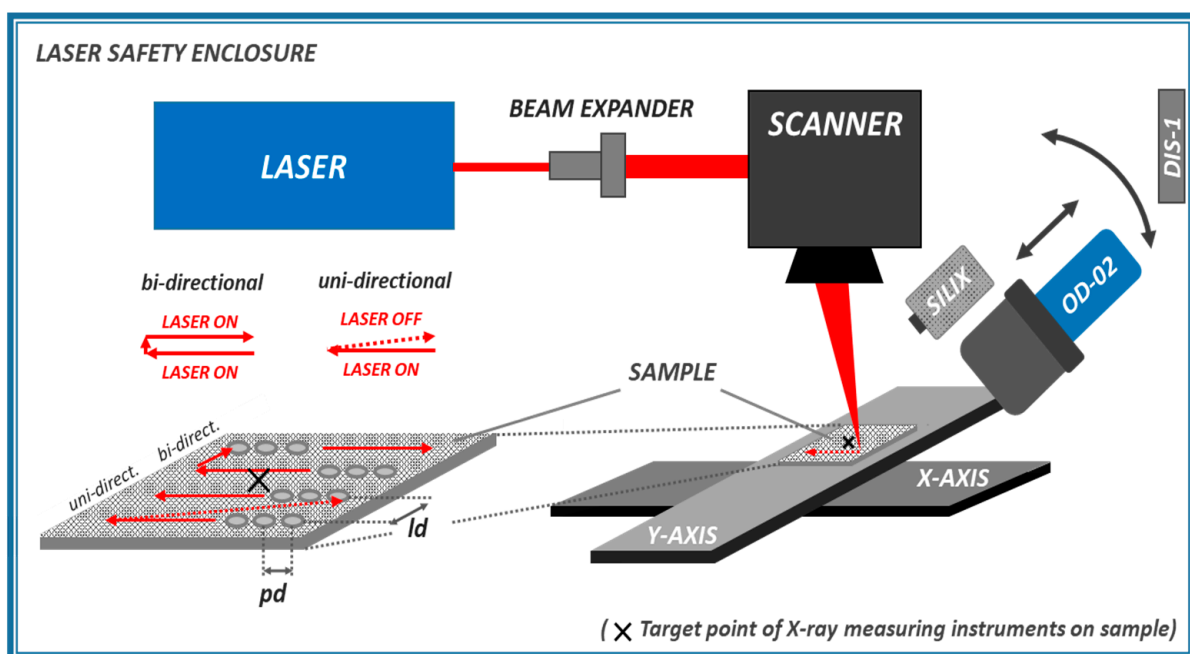 LASER SAFETY ENCLOSURE
BEAM EXPANDER
LASER
SCANNER
DIS-1
SILIX
OD-02
bi-directional
LASER ON
LASER ON
uni-directional
LASER OFF
LASER ON
SAMPLE
bi-direct.
uni-direct.
ld
pd
X-AXIS
Y-AXIS
( X Target point of X-ray measuring instruments on sample)